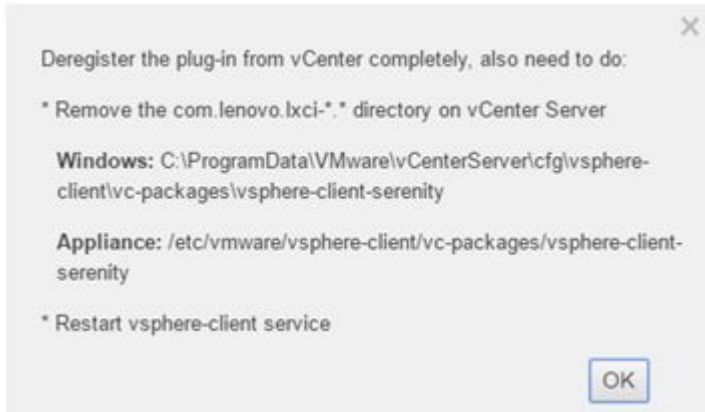 Deregister the plug-in from vCenter completely, also need to do:
* Remove the com.lenovo.lxci-*.* directory on vCenter Server
Windows: C:\ProgramData\VMware\vCenterServer\cfg\vsphere-
client\vc-packages\vsphere-client-serenity
Appliance: /etc/vmware/vsphere-client/vc-packages/vsphere-client-
serenity
* Restart vsphere-client service
OK